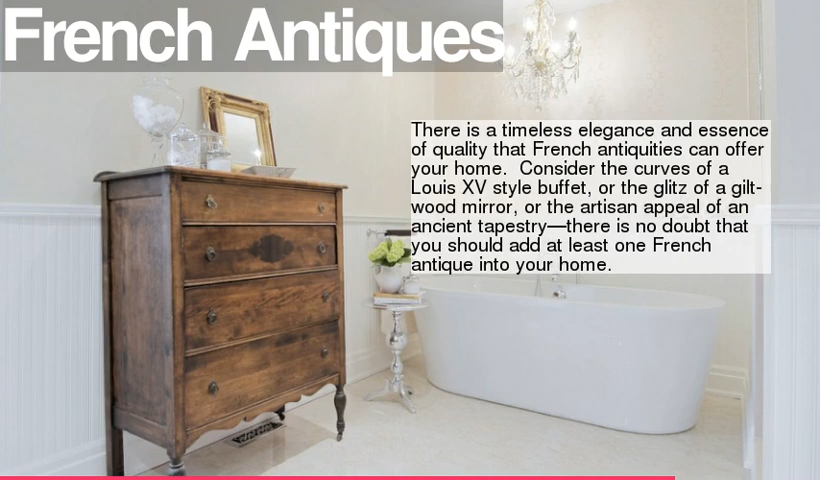 French Antiques
There is a timeless elegance and essence
of quality that French antiquities can offer
your home.  Consider the curves of a
Louis XV style buffet, or the glitz of a gilt-
wood mirror, or the artisan appeal of an
ancient tapestry—there is no doubt that
you should add at least one French
antique into your home.